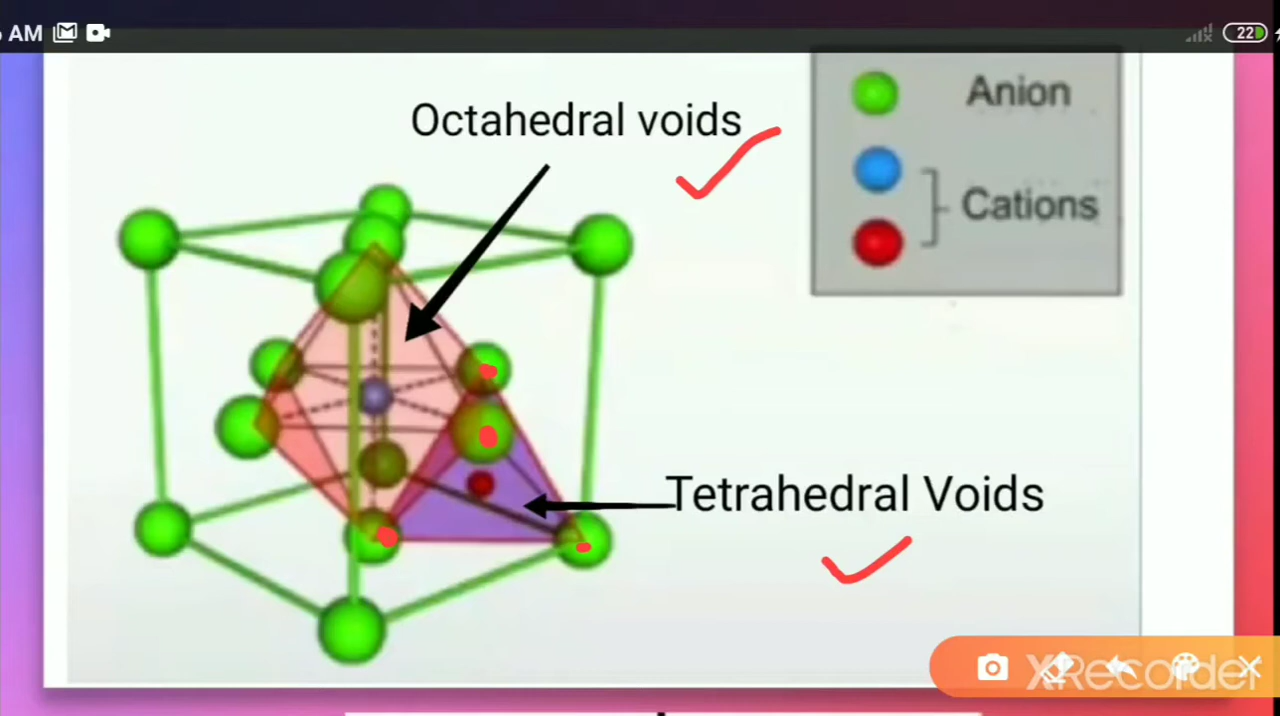 AM
22
Octahedral voids
Anion
Cations
Tetrahedral Voids
XRecorder